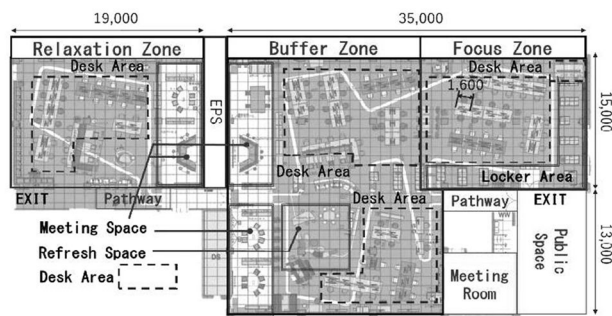 19,000
35,000
Relaxation Zone
Buffer Zone
Focus Zone
Desk Area
Desk Area
1,600
EPS
15,000
Desk Area
Locker Area
EXIT
Pathway
Desk Area
Pathway
EXIT
Meeting Space
WW
Refresh Space
DS
Public
Space
13,000
Desk Area
Meeting
Room